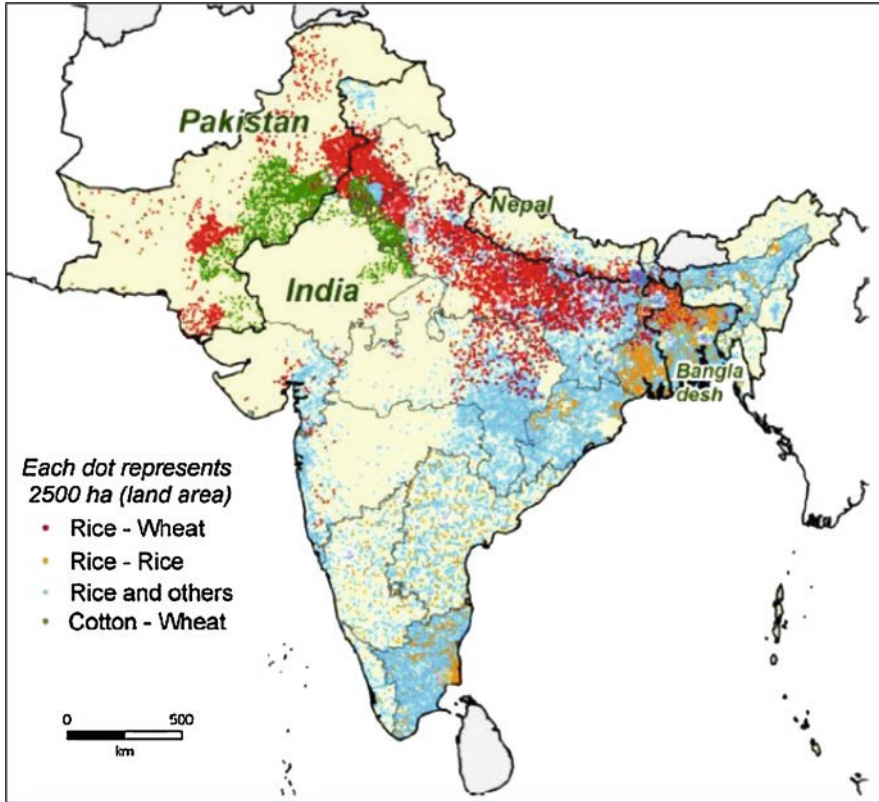 Pakistan
Nepal
India
Bangla
desh
Each dot represents
2500 ha (land area)
Rice - Wheat
Rice - Rice
Rice and others
Cotton - Wheat
0 500
km